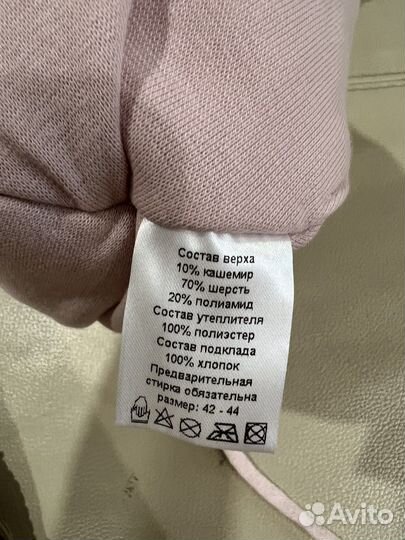 Состав верха
10% кашемир
70% шерсть
20% полиамид
Состав утеплителя
100% полиэстер
Состав подклада
100% хлопок
Предварительная
стирка обязательна
размер: 42 - 44
Avito